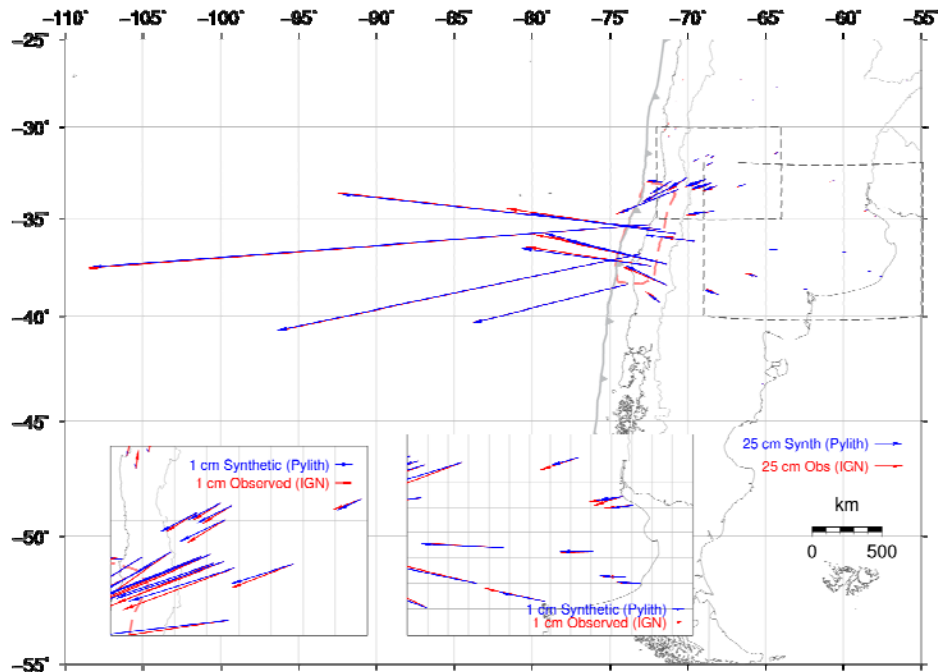 −110° −105° −100° −95° −90° −85° −80° −75° −70° −65° −60° −55°
−25°
−30°
−35°
−40°
−45°
−50°
−55°
25 cm Synth (Pylith)
25 cm Obs (IGN)
km
0 500
1 cm Synthetic (Pylith)
1 cm Observed (IGN)
1 cm Synthetic (Pylith)
1 cm Observed (IGN)